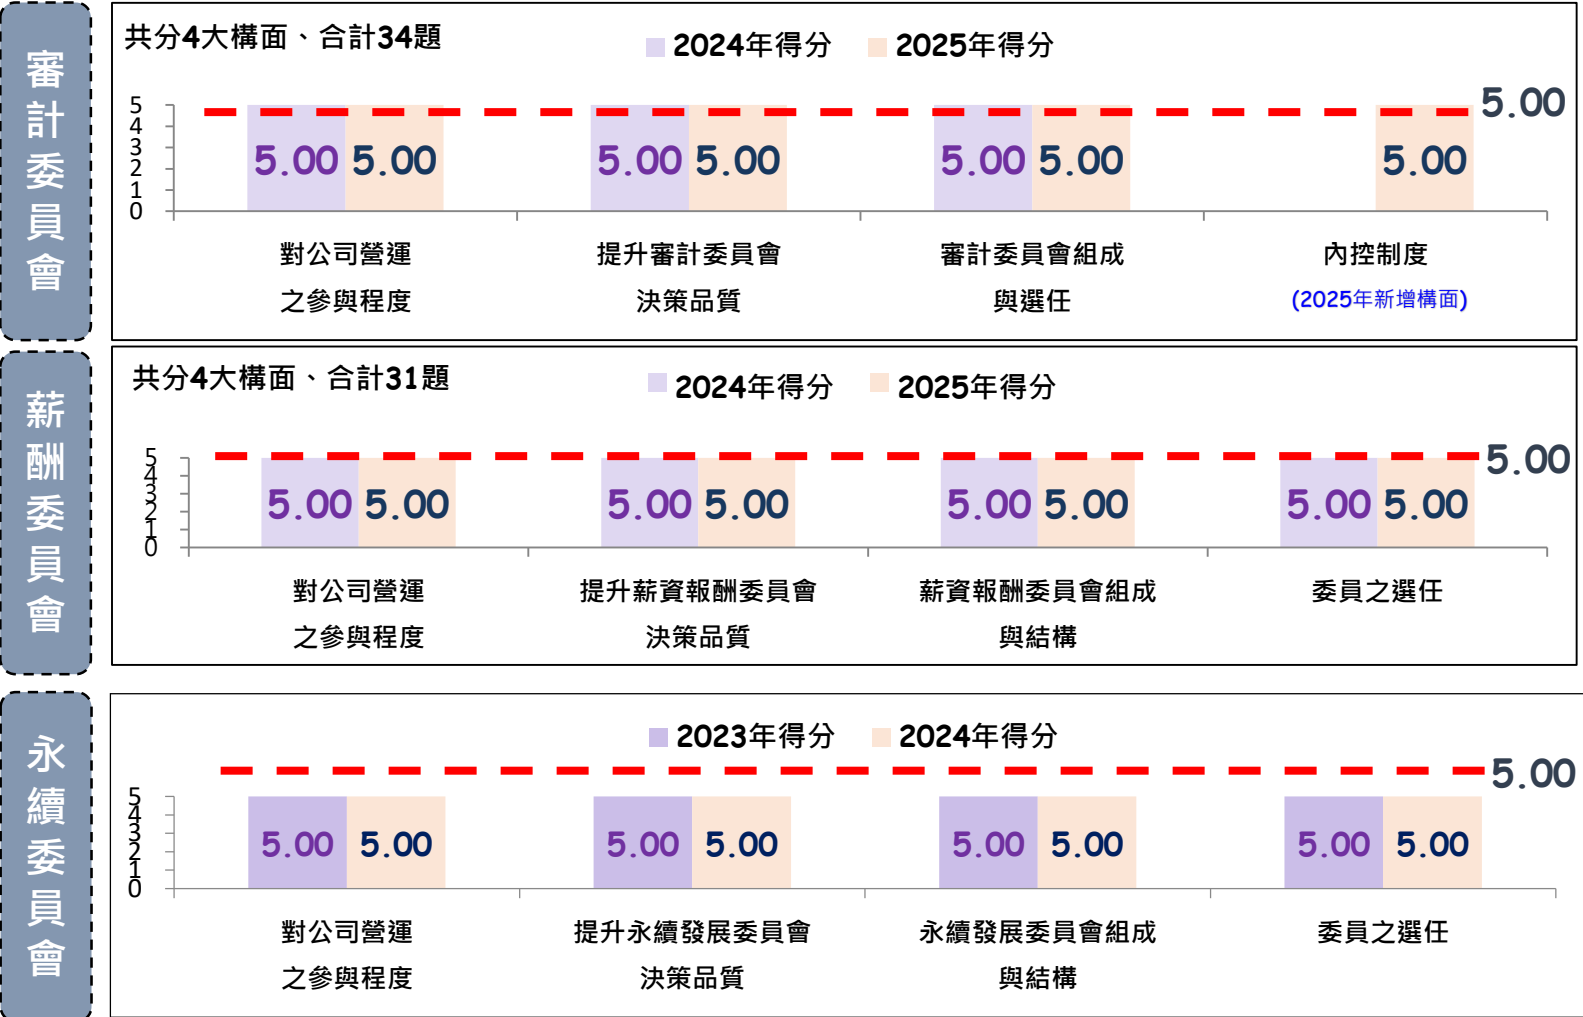 審計委員會
共分4大構面、合計34題
2024年得分 2025年得分
5.00
5
4
3
2
1
0
5.00 5.00 5.00 5.00 5.00 5.00 5.00
對公司營運 提升審計委員會 審計委員會組成 內控制度
之參與程度 決策品質 與選任 (2025年新增構面)
薪酬委員會
共分4大構面、合計31題
2024年得分 2025年得分
5.00
5
4
3
2
1
0
5.00 5.00 5.00 5.00 5.00 5.00 5.00 5.00
對公司營運 提升薪資報酬委員會 薪資報酬委員會組成 委員之選任
之參與程度 決策品質 與結構
永續委員會
2023年得分 2024年得分
5.00
5
4
3
2
1
0
5.00 5.00 5.00 5.00 5.00 5.00 5.00 5.00
對公司營運 提升永續發展委員會 永續發展委員會組成 委員之選任
之參與程度 決策品質 與結構